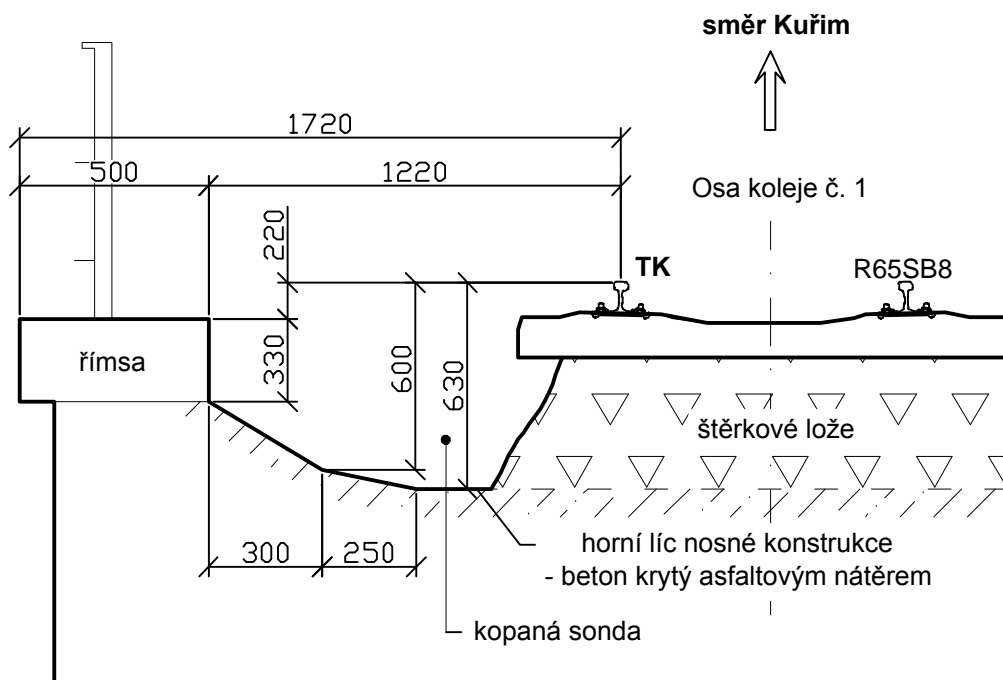 směr Kuřim
1720
500
1220
Osa koleje č. 1
220
TK
R65SB8
římsa
330
600
630
štěrkové lože
300
250
horní líc nosné konstrukce
- beton krytý asfaltovým nátěrem
kopaná sonda